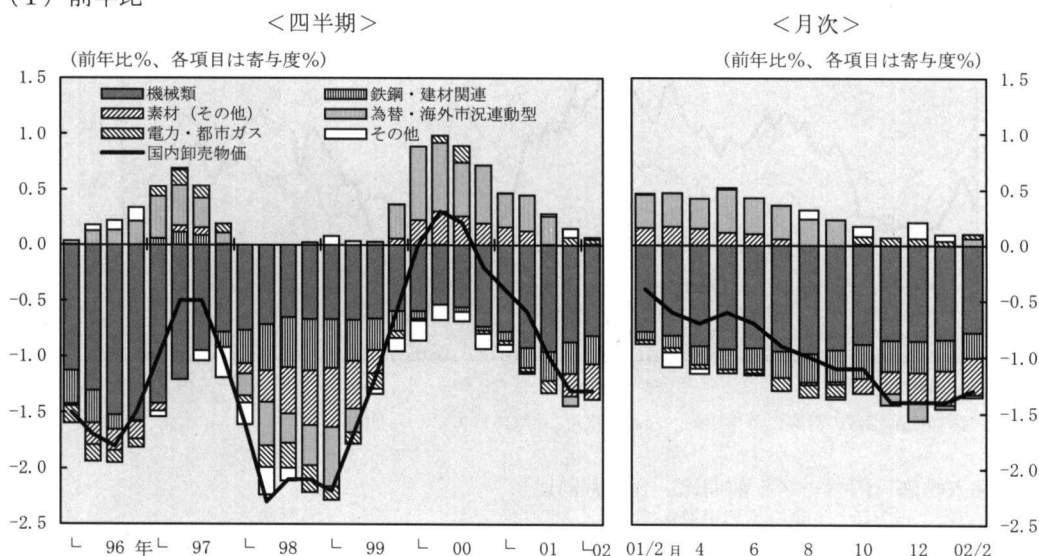 （１）前年比
＜四半期＞
＜月次＞
（前年比%、各項目は寄与度%）
（前年比%、各項目は寄与度%）
機械類
鉄鋼・建材関連
素材（その他）
為替・海外市況連動型
電力・都市ガス
その他
国内卸売物価
1.5
1.0
0.5
0.0
-0.5
-1.0
-1.5
-2.0
-2.5
1.5
1.0
0.5
0.0
-0.5
-1.0
-1.5
-2.0
-2.5
96 年 97 98 99 00 01 02
01/2 月 4 6 8 10 12 02/2